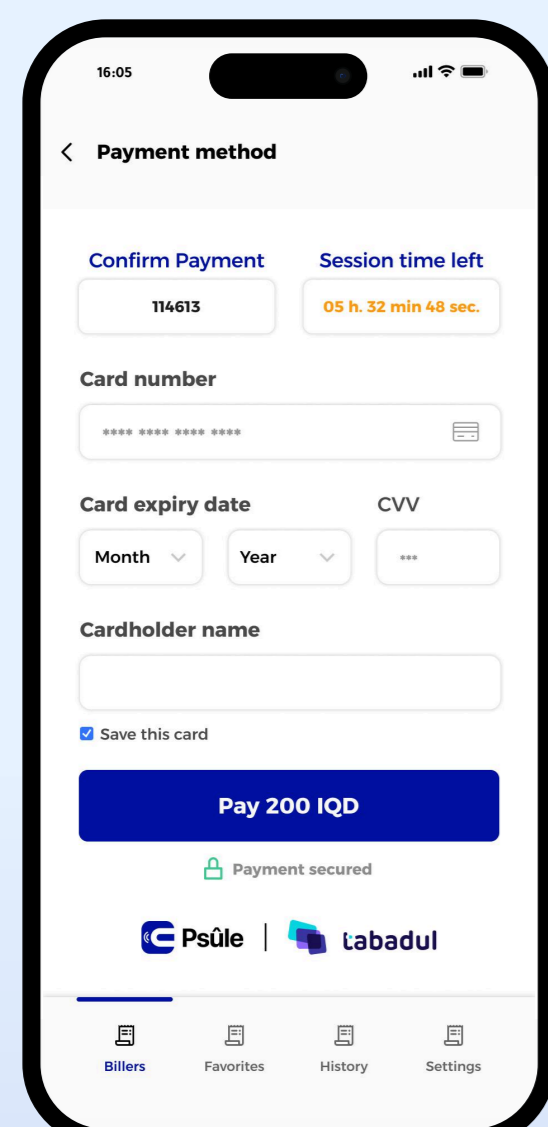 16:05
Payment method
Confirm Payment Session time left
114613 05 h. 32 min 48 sec.
Card number
**** **** **** ****
Card expiry date CVV
Month Year ***
Cardholder name
Save this card
Pay 200 IQD
Payment secured
Psûle | tabadul
Billers Favorites History Settings